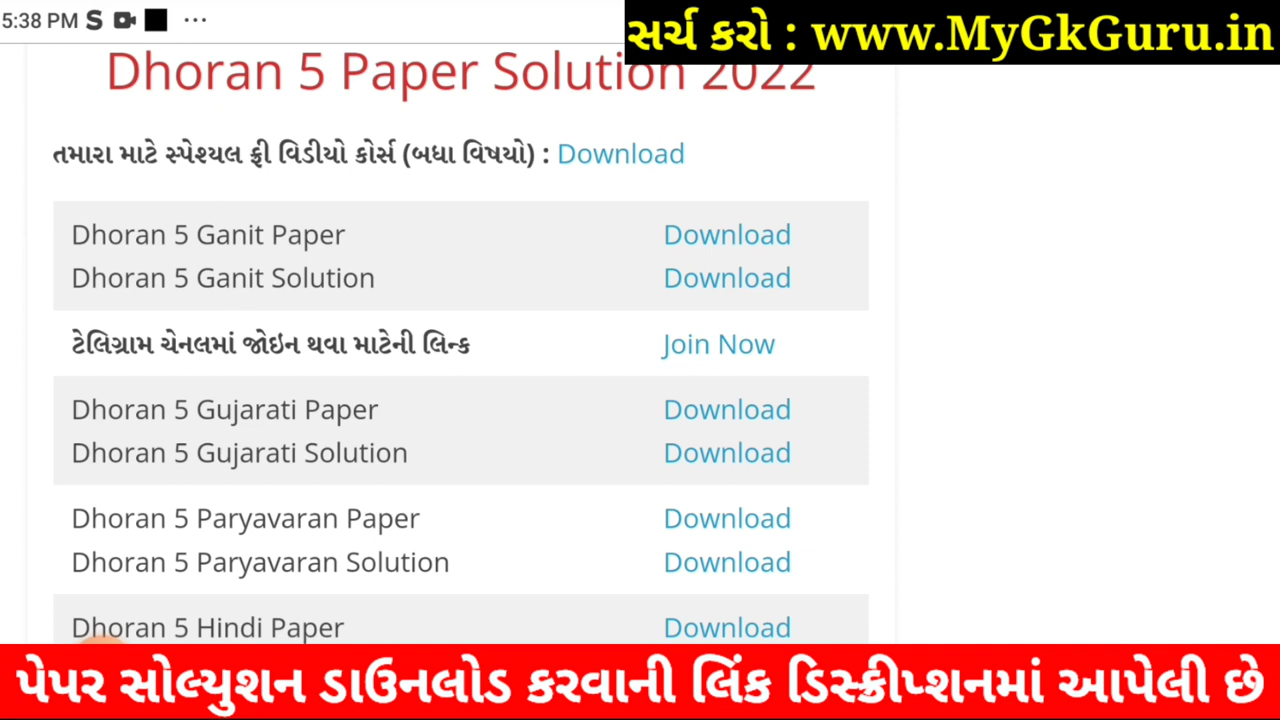 5:38 PM S ...
સર્ચ કરો : www.MyGkGuru.in
Dhoran 5 Paper Solution 2022
તમારા માટે સ્પેશ્યલ ફ્રી વિડીયો કોર્સ (બધા વિષયો) : Download
Dhoran 5 Ganit Paper Download
Dhoran 5 Ganit Solution Download
ટેલિગ્રામ ચેનલમાં જોઇન થવા માટેની લિન્ક Join Now
Dhoran 5 Gujarati Paper Download
Dhoran 5 Gujarati Solution Download
Dhoran 5 Paryavaran Paper Download
Dhoran 5 Paryavaran Solution Download
Dhoran 5 Hindi Paper Download
પેપર સોલ્યુશન ડાઉનલોડ કરવાની લિંક ડિસ્ક્રીપ્શનમાં આપેલી છે